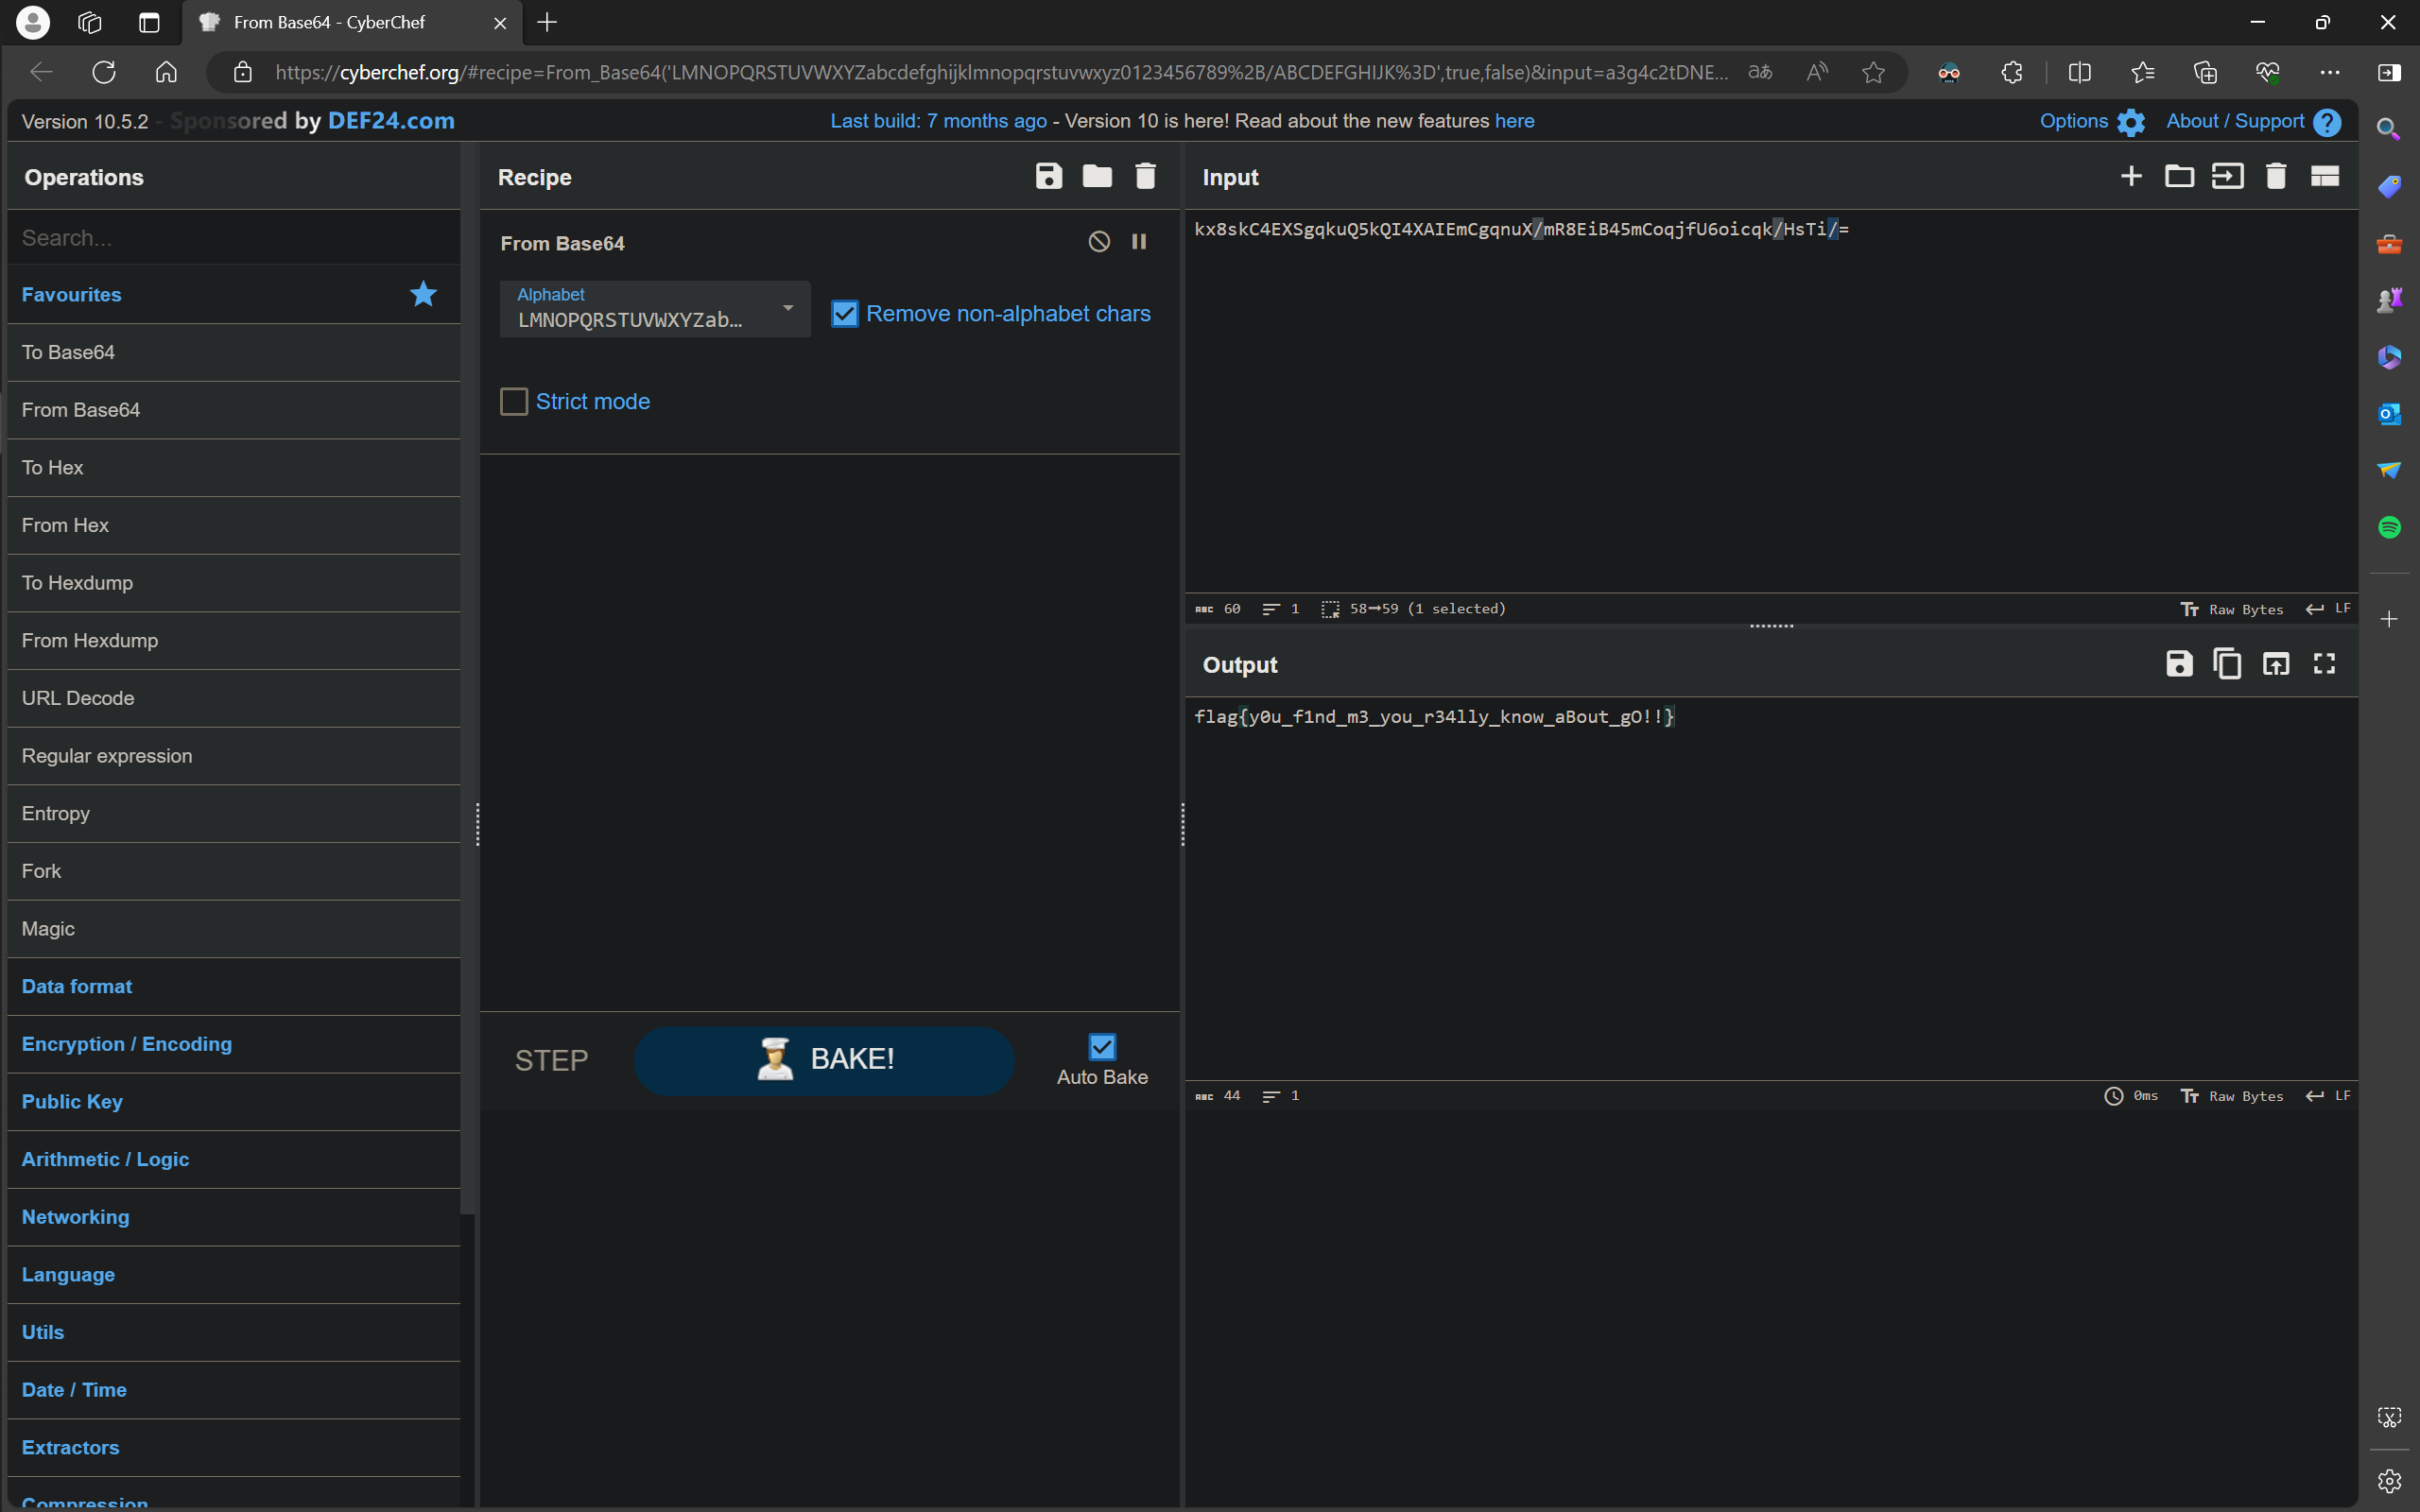 From Base64 - CyberChef
https://cyberchef.org/#recipe=From_Base64('LMNOPQRSTUVWXYZabcdefghijklmnopqrstuvwxyz0123456789%2B/ABCDEFGHIJK%3D',true,false)&input=a3g4c2tDNE...
Version 10.5.2 - Sponsored by DEF24.com
Last build: 7 months ago - Version 10 is here! Read about the new features here
Options
About / Support
Operations
Search...
Favourites
To Base64
From Base64
To Hex
From Hex
To Hexdump
From Hexdump
URL Decode
Regular expression
Entropy
Fork
Magic
Data format
Encryption / Encoding
Public Key
Arithmetic / Logic
Networking
Language
Utils
Date / Time
Extractors
Compression
Recipe
From Base64
Alphabet
LMNOPQRSTUVWXYZab...
Remove non-alphabet chars
Strict mode
STEP
BAKE!
Auto Bake
Input
kx8skC4EXSgqkuQ5kQI4XAIEmCgqnuX/mR8EiB45mCoqjfU6oicqk/HsTi/=
ABC 60 1 58→59 (1 selected)
Tт Raw Bytes LF
Output
flag{y0u_f1nd_m3_you_r34lly_know_aBout_gO!!}
ABC 44 1
0ms Tт Raw Bytes LF